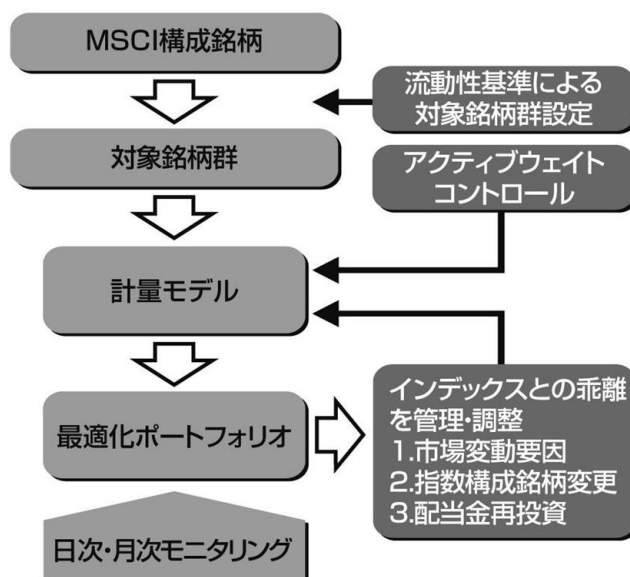 MSCI構成銘柄
流動性基準による
対象銘柄群設定
対象銘柄群
アクティブウェイト
コントロール
計量モデル
最適化ポートフォリオ
インデックスとの乖離
を管理・調整
1.市場変動要因
2.指数構成銘柄変更
3.配当金再投資
日次・月次モニタリング